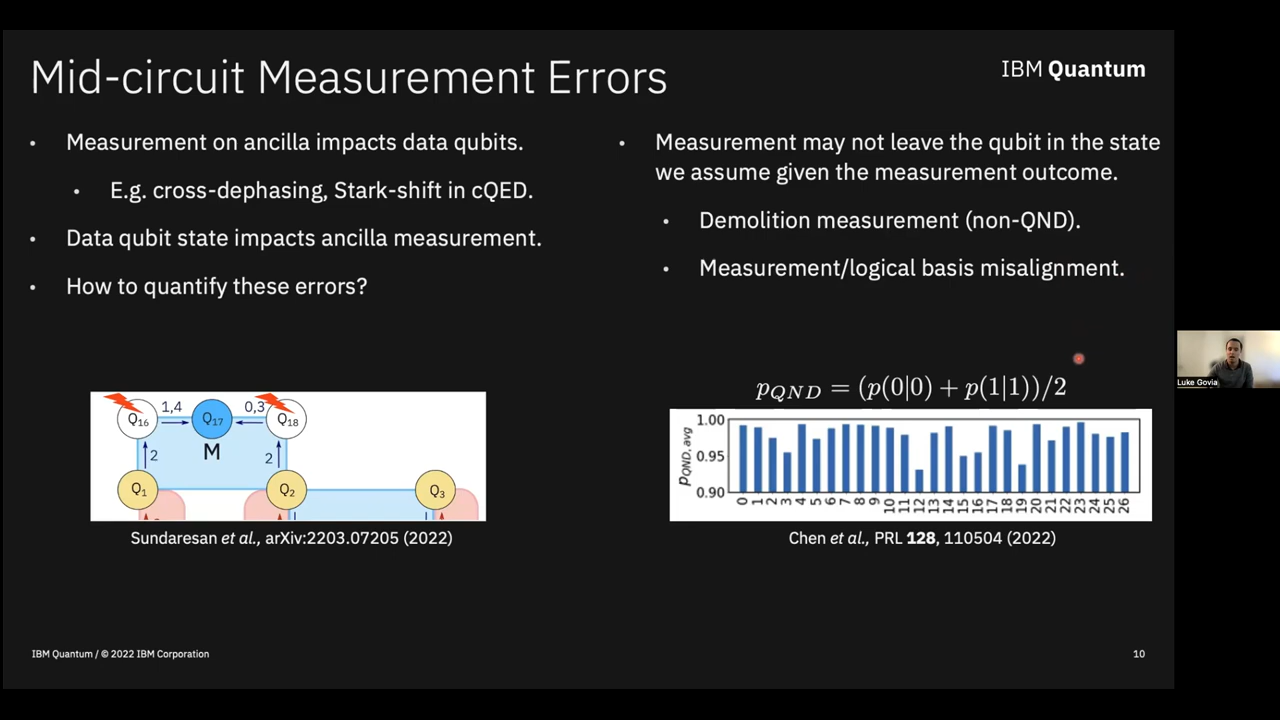 Mid-circuit Measurement Errors
IBM Quantum
• Measurement on ancilla impacts data qubits.
• E.g. cross-dephasing, Stark-shift in cQED.
• Data qubit state impacts ancilla measurement.
• How to quantify these errors?
• Measurement may not leave the qubit in the state
we assume given the measurement outcome.
• Demolition measurement (non-QND).
• Measurement/logical basis misalignment.
Q16 1,4 Q17 0,3 Q18
M
2 2
Q1 Q2 Q3
Sundaresan et al., arXiv:2203.07205 (2022)
pQND = (p(0|0) + p(1|1))/2
pQND, avg
1.00
0.95
0.90
0 1 2 3 4 5 6 7 8 9 10 11 12 13 14 15 16 17 18 19 20 21 22 23 24 25 26
Chen et al., PRL 128, 110504 (2022)
Luke Govia
IBM Quantum / © 2022 IBM Corporation
10